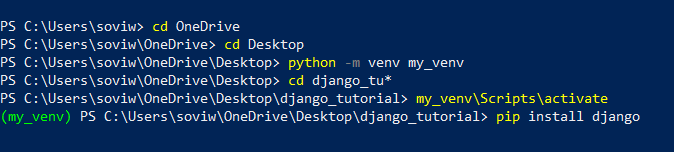 PS C:\Users\soviw> cd OneDrive
PS C:\Users\soviw\OneDrive> cd Desktop
PS C:\Users\soviw\OneDrive\Desktop> python -m venv my_venv
PS C:\Users\soviw\OneDrive\Desktop> cd django_tu*
PS C:\Users\soviw\OneDrive\Desktop\django_tutorial> my_venv\Scripts\activate
(my_venv) PS C:\Users\soviw\OneDrive\Desktop\django_tutorial> pip install django